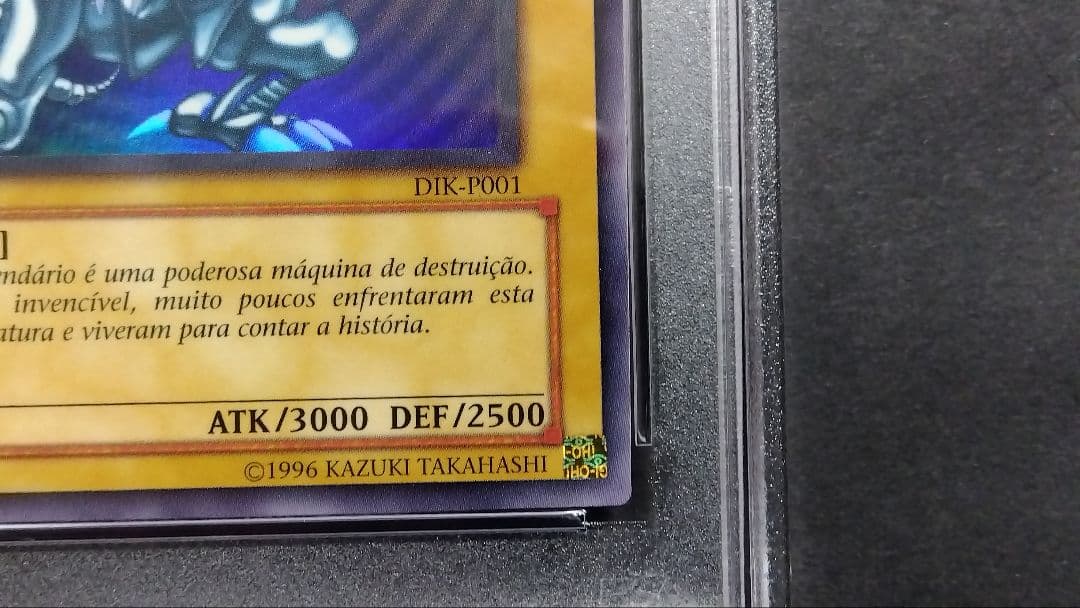 DIK-P001
]
ndário é uma poderosa máquina de destruição.
invencível, muito poucos enfrentaram esta
atura e viveram para contar a história.
ATK/3000 DEF/2500
©1996 KAZUKI TAKAHASHI